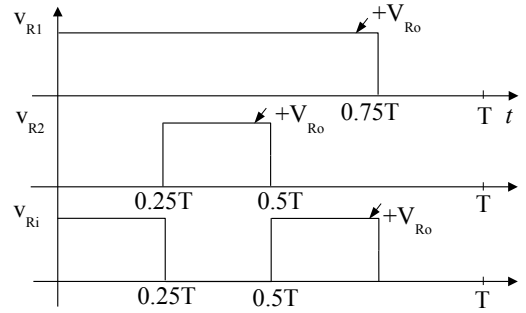 v_R1 +V_Ro
0.75T T t
v_R2 +V_Ro
0.25T 0.5T T
v_Ri +V_Ro
0.25T 0.5T T